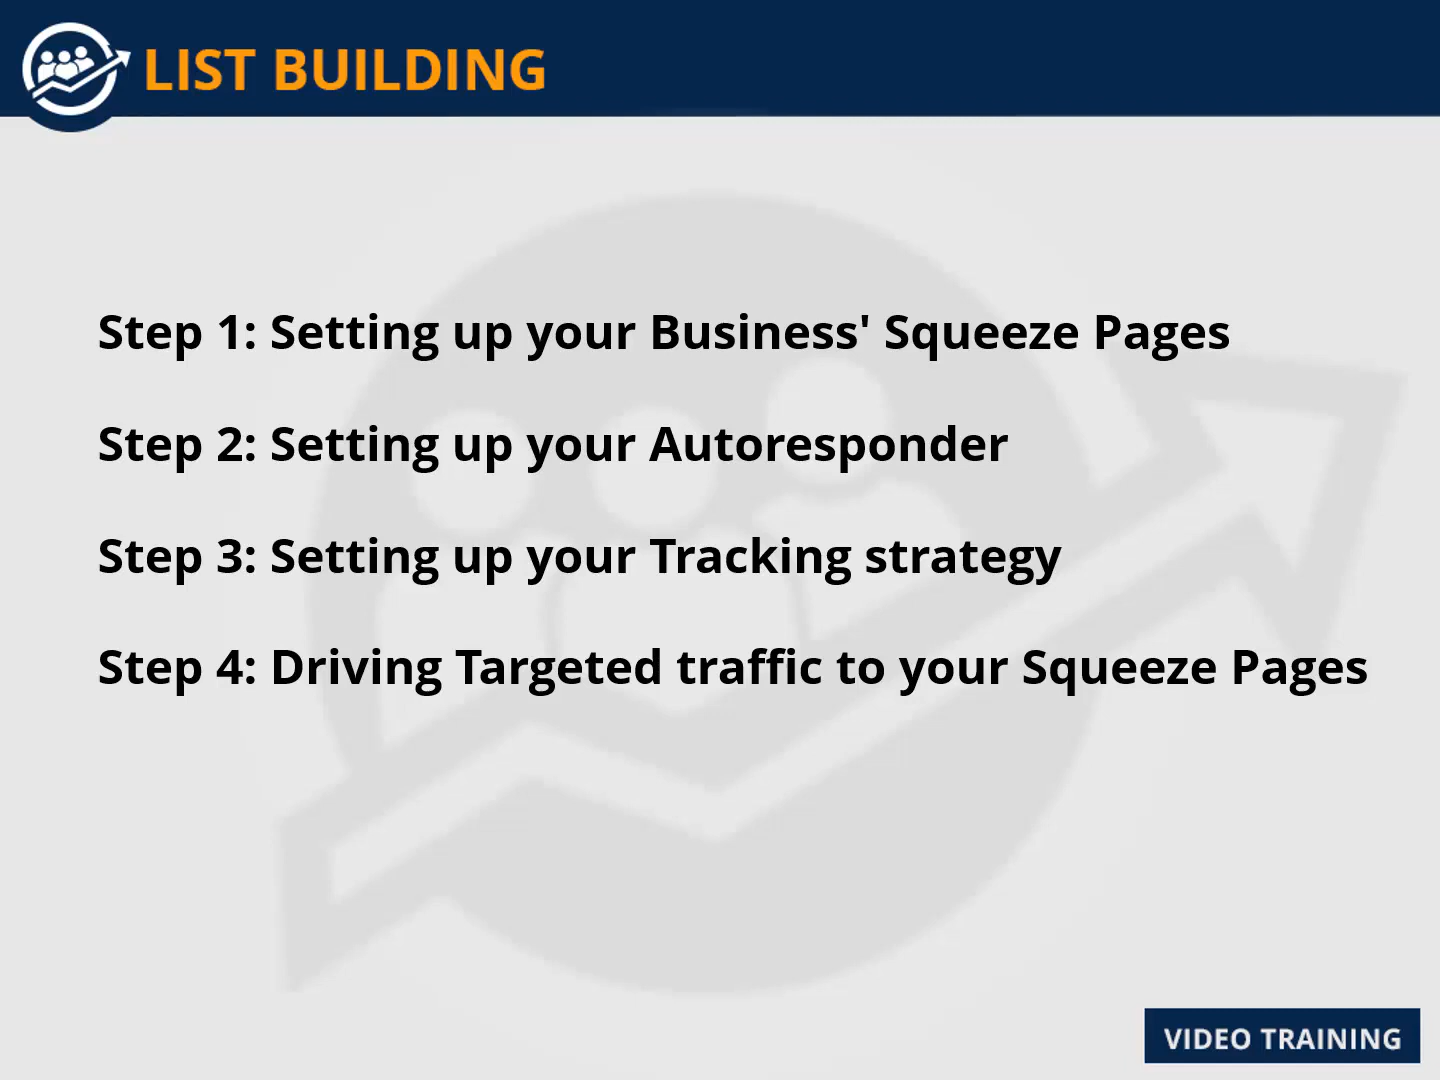 LIST BUILDING
Step 1: Setting up your Business' Squeeze Pages
Step 2: Setting up your Autoresponder
Step 3: Setting up your Tracking strategy
Step 4: Driving Targeted traffic to your Squeeze Pages
VIDEO TRAINING